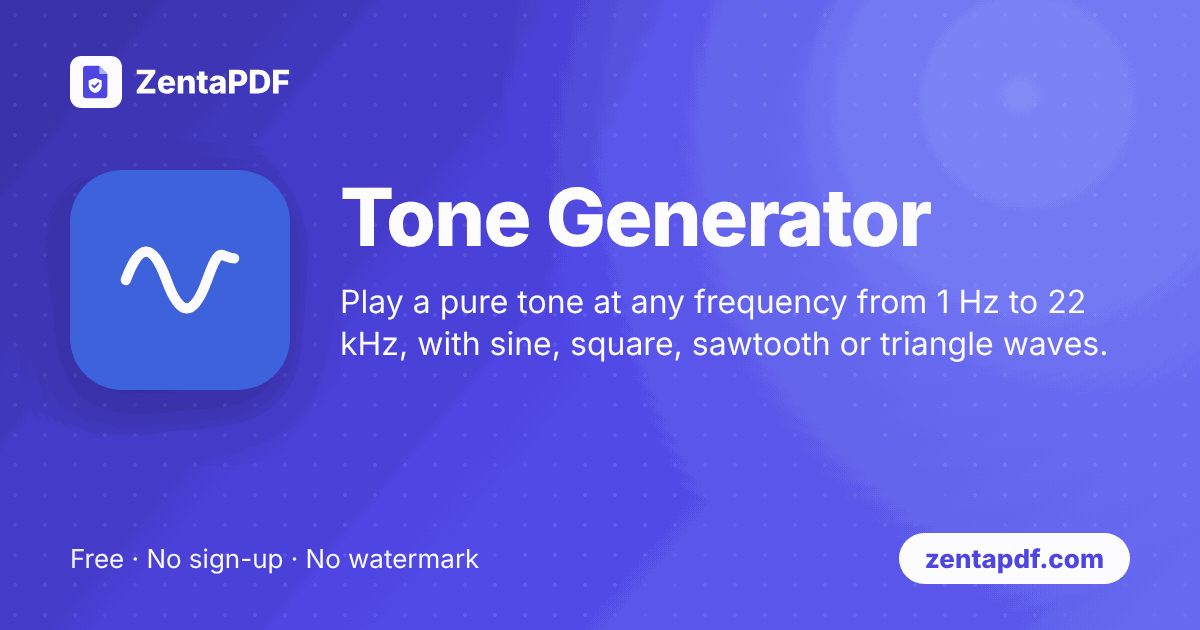 ZentaPDF
Tone Generator
Play a pure tone at any frequency from 1 Hz to 22
kHz, with sine, square, sawtooth or triangle waves.
Free · No sign-up · No watermark
zentapdf.com